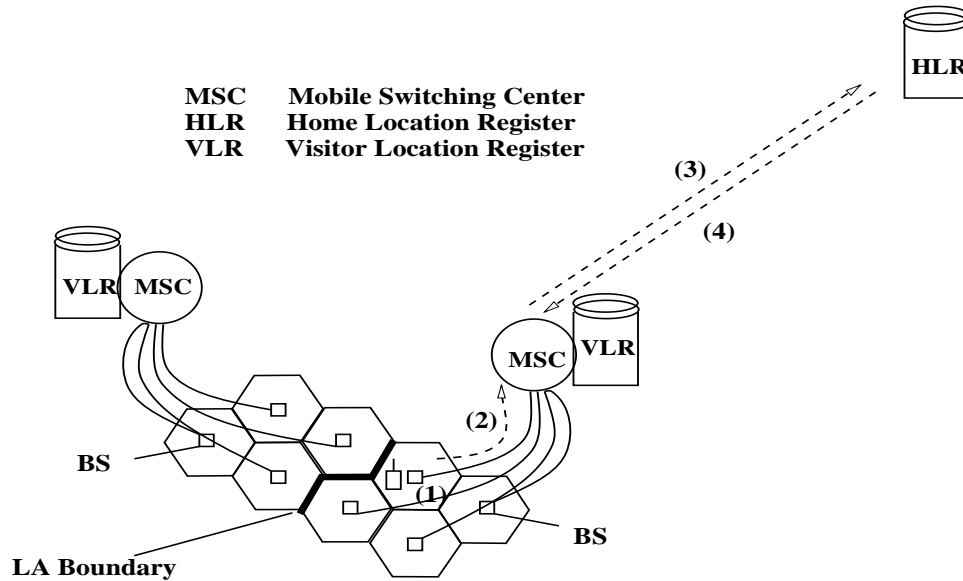 HLR
MSC Mobile Switching Center
HLR Home Location Register
VLR Visitor Location Register
(3)
(4)
VLR MSC
MSC VLR
(2)
BS
(1)
BS
LA Boundary